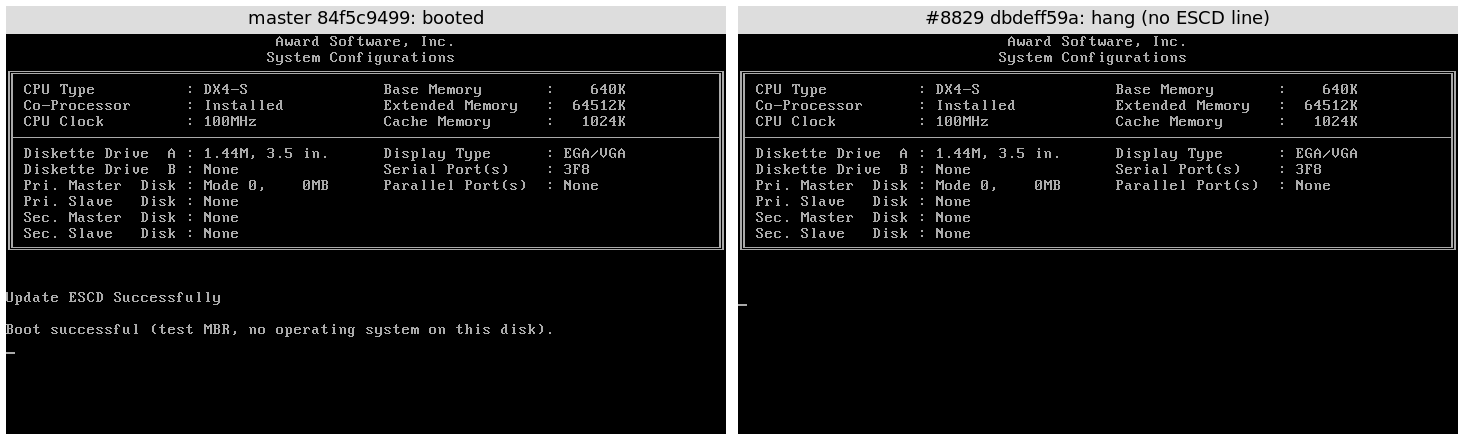 master 84f5c9499: booted
Award Software, Inc.
System Configurations
CPU Type : DX4-S Base Memory : 640K
Co-Processor : Installed Extended Memory : 64512K
CPU Clock : 100MHz Cache Memory : 1024K
Diskette Drive A : 1.44M, 3.5 in. Display Type : EGA/VGA
Diskette Drive B : None Serial Port(s) : 3F8
Pri. Master Disk : Mode 0, 0MB Parallel Port(s) : None
Pri. Slave Disk : None
Sec. Master Disk : None
Sec. Slave Disk : None
Update ESCD Successfully
Boot successful (test MBR, no operating system on this disk).
#8829 dbdeff59a: hang (no ESCD line)
Award Software, Inc.
System Configurations
CPU Type : DX4-S Base Memory : 640K
Co-Processor : Installed Extended Memory : 64512K
CPU Clock : 100MHz Cache Memory : 1024K
Diskette Drive A : 1.44M, 3.5 in. Display Type : EGA/VGA
Diskette Drive B : None Serial Port(s) : 3F8
Pri. Master Disk : Mode 0, 0MB Parallel Port(s) : None
Pri. Slave Disk : None
Sec. Master Disk : None
Sec. Slave Disk : None